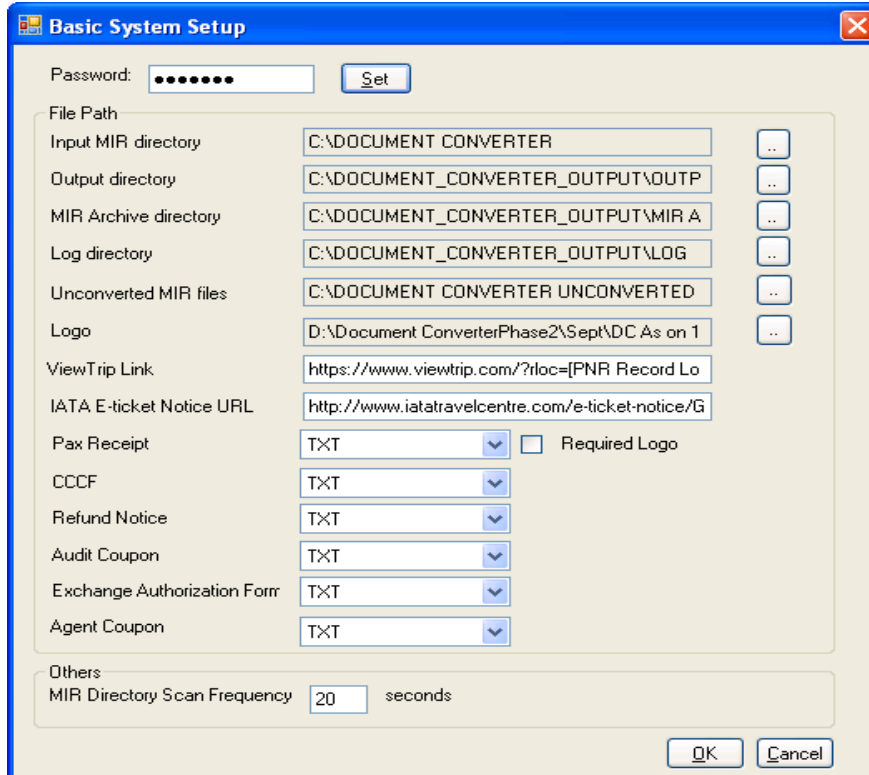 Basic System Setup
Password: ••••••• Set
File Path
Input MIR directory C:\DOCUMENT CONVERTER ..
Output directory C:\DOCUMENT_CONVERTER_OUTPUT\OUTP ..
MIR Archive directory C:\DOCUMENT_CONVERTER_OUTPUT\MIR A ..
Log directory C:\DOCUMENT_CONVERTER_OUTPUT\LOG ..
Unconverted MIR files C:\DOCUMENT CONVERTER UNCONVERTED ..
Logo D:\Document ConverterPhase2\Sept\DC As on 1 ..
ViewTrip Link https://www.viewtrip.com/?rloc=[PNR Record Lo
IATA E-ticket Notice URL http://www.iatatravelcentre.com/e-ticket-notice/G
Pax Receipt TXT Required Logo
CCCF TXT
Refund Notice TXT
Audit Coupon TXT
Exchange Authorization Form TXT
Agent Coupon TXT
Others
MIR Directory Scan Frequency 20 seconds
OK Cancel